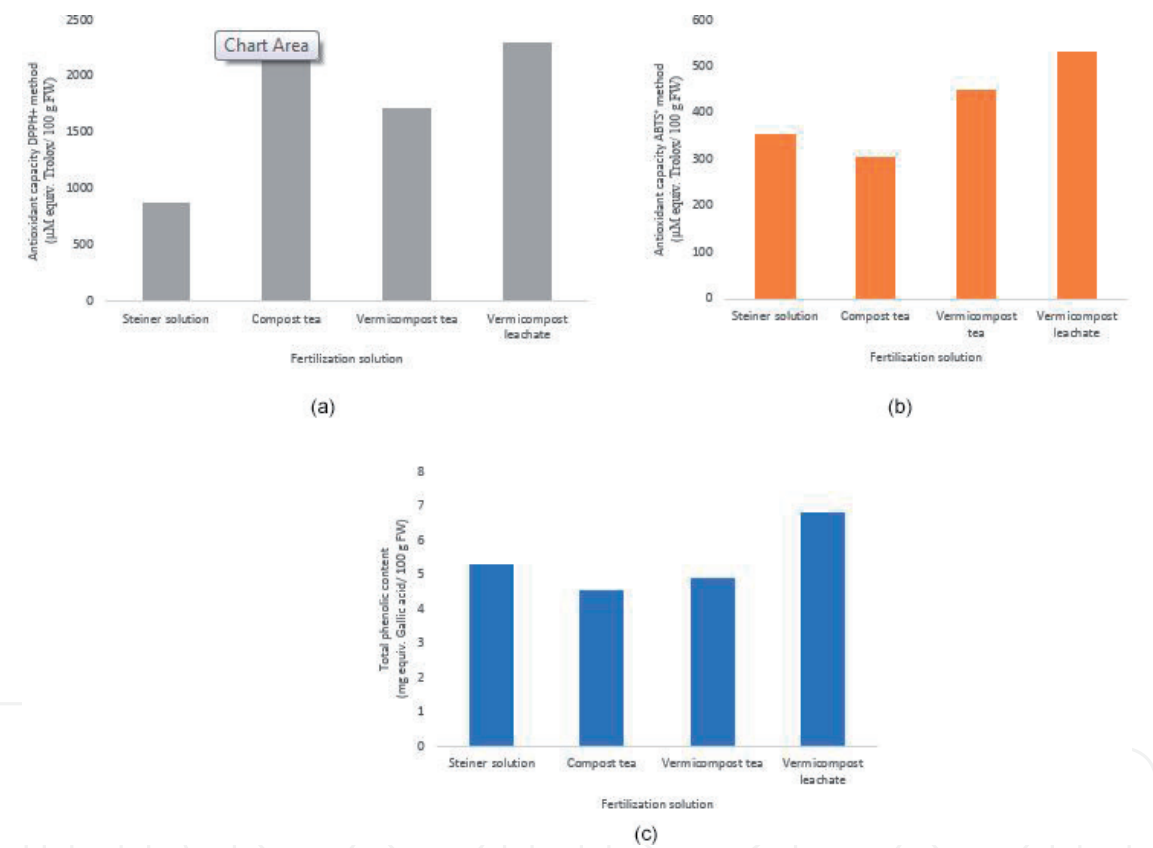 2500
2000
1500
1000
500
0
Antioxidant capacity DPPH+ method
(µM equiv. Trolox/ 100 g FW)
Chart Area
Steiner solution
Compost tea
Vermicompost tea
Vermicompost
leachate
Fertilization solution
(a)
600
500
400
300
200
100
0
Antioxidant capacity ABTS⁺ method
(µM equiv. Trolox/ 100 g FW)
Steiner solution
Compost tea
Vermicompost
tea
Vermicompost
leachate
Fertilization solution
(b)
8
7
6
5
4
3
2
1
0
Total phenolic content
(mg equiv. Gallic acid/ 100 g FW)
Steiner solution
Compost tea
Vermicompost tea
Vermicompost
leachate
Fertilization solution
(c)